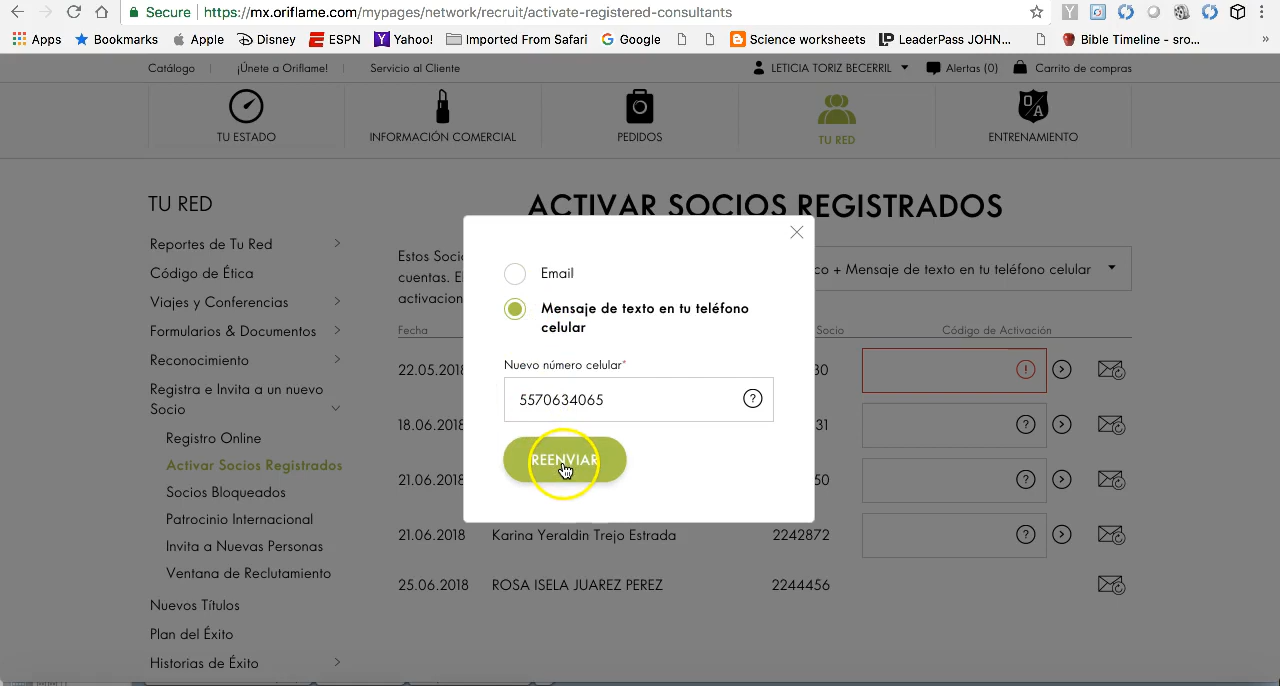 Secure https://mx.oriflame.com/mypages/network/recruit/activate-registered-consultants
Apps Bookmarks Apple Disney ESPN Yahoo! Imported From Safari Google Science worksheets LeaderPass JOHN... Bible Timeline - sro... »
Catálogo ¡Únete a Oriflame! Servicio al Cliente LETICIA TORIZ BECERRIL Alertas (0) Carrito de compras
TU ESTADO INFORMACIÓN COMERCIAL PEDIDOS TU RED ENTRENAMIENTO
TU RED
Reportes de Tu Red
Código de Ética
Viajes y Conferencias
Formularios & Documentos
Reconocimiento
Registra e Invita a un nuevo
Socio
Registro Online
Activar Socios Registrados
Socios Bloqueados
Patrocinio Internacional
Invita a Nuevas Personas
Ventana de Reclutamiento
Nuevos Títulos
Plan del Éxito
Historias de Éxito
ACTIVAR SOCIOS REGISTRADOS
Estos Soci
cuentas. E
activacion
co + Mensaje de texto en tu teléfono celular
Fecha Socio Código de Activación
22.05.2018 30
18.06.2018 31
21.06.2018 50
21.06.2018 Karina Yeraldin Trejo Estrada 2242872
25.06.2018 ROSA ISELA JUAREZ PEREZ 2244456
Email
Mensaje de texto en tu teléfono
celular
Nuevo número celular*
5570634065
REENVIAR